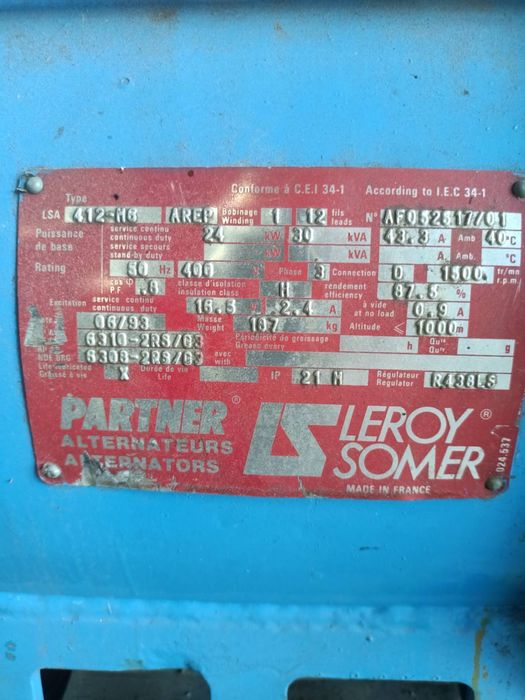 Conforme à C.E.I 34-1 According to I.E.C 34-1
Type
LSA 412-M6 AREP Bobinage Winding 1 12 fils leads N° AF052817/01
Puissance de base service continu continuous duty 24 kW 30 kVA 43.3 A Amb 40°C
service secours stand-by duty kW kVA A Amb °C
Rating 50 Hz 400 Phase 3 Connection D 1500 tr/mn r.p.m
cos φ P.F. .8 classe d'isolation insulation class H rendement efficiency 87.5 %
Excitation service continu continuous duty 16.5 2.4 A à vide at no load 0.9 A
06/93 Masse Weight 187 kg Altitude ≤ 1000 m
6310-2RS/C3 Périodicité de graissage Grease every h Qu'té. Qu'ty. g
NDE BRG 6308-2RS/C3 avec with
Life lubricated Graissé à vie X Durée de vie Life IP 21 H Régulateur Regulator R438LS
PARTNER®
ALTERNATEURS
ALTERNATORS
LS LEROY® SOMER
MADE IN FRANCE
024.537